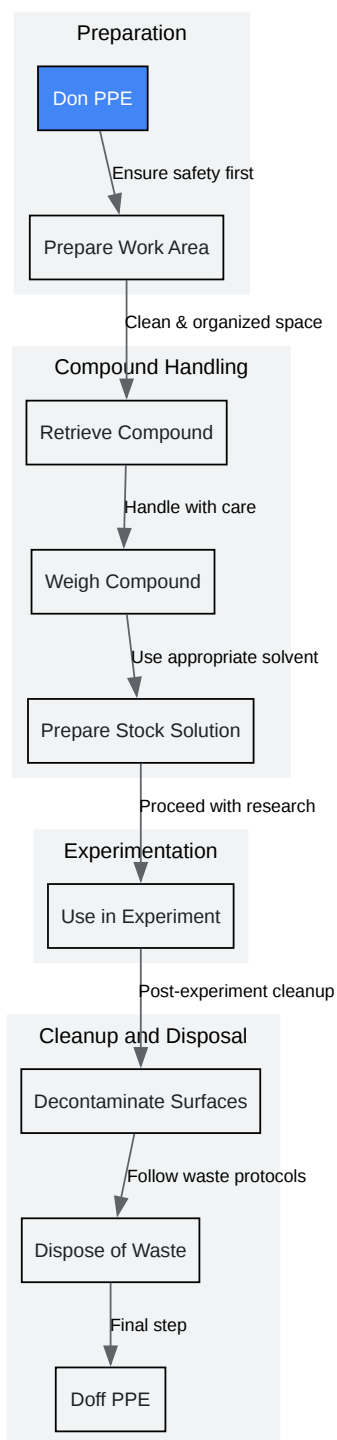 Preparation
Don PPE
Ensure safety first
Prepare Work Area
Clean & organized space
Compound Handling
Retrieve Compound
Handle with care
Weigh Compound
Use appropriate solvent
Prepare Stock Solution
Proceed with research
Experimentation
Use in Experiment
Post-experiment cleanup
Cleanup and Disposal
Decontaminate Surfaces
Follow waste protocols
Dispose of Waste
Final step
Doff PPE